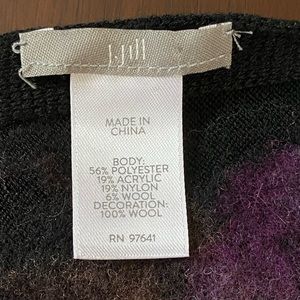 J.Jill
MADE IN
CHINA
BODY:
56% POLYESTER
19% ACRYLIC
19% NYLON
6% WOOL
DECORATION:
100% WOOL
RN 97641